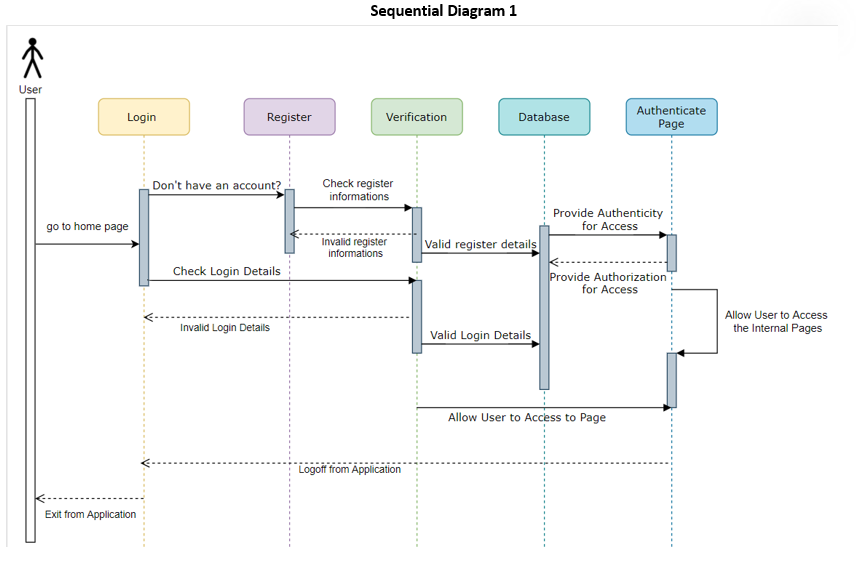 Sequential Diagram 1
User
Login
Register
Verification
Database
Authenticate
Page
Don't have an account?
Check register
informations
Provide Authenticity
for Access
go to home page
Invalid register
informations
Valid register details
Check Login Details
Provide Authorization
for Access
Allow User to Access
the Internal Pages
Invalid Login Details
Valid Login Details
Allow User to Access to Page
Logoff from Application
Exit from Application